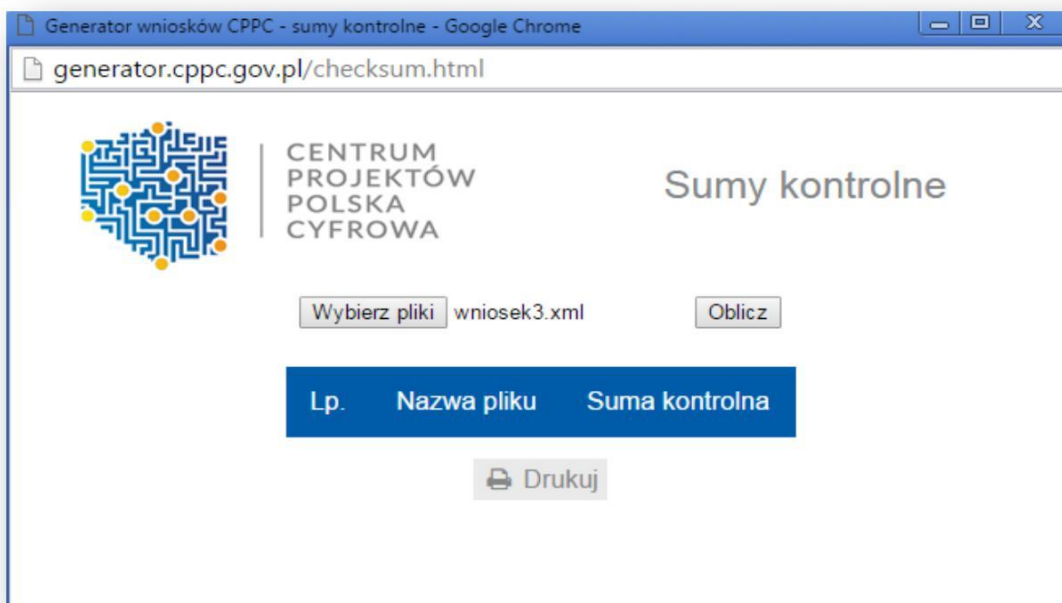 Generator wniosków CPPC - sumy kontrolne - Google Chrome
generator.cppc.gov.pl/checksum.html
CENTRUM
PROJEKTÓW
POLSKA
CYFROWA
Sumy kontrolne
Wybierz pliki wniosek3.xml Oblicz
Lp. Nazwa pliku Suma kontrolna
Drukuj